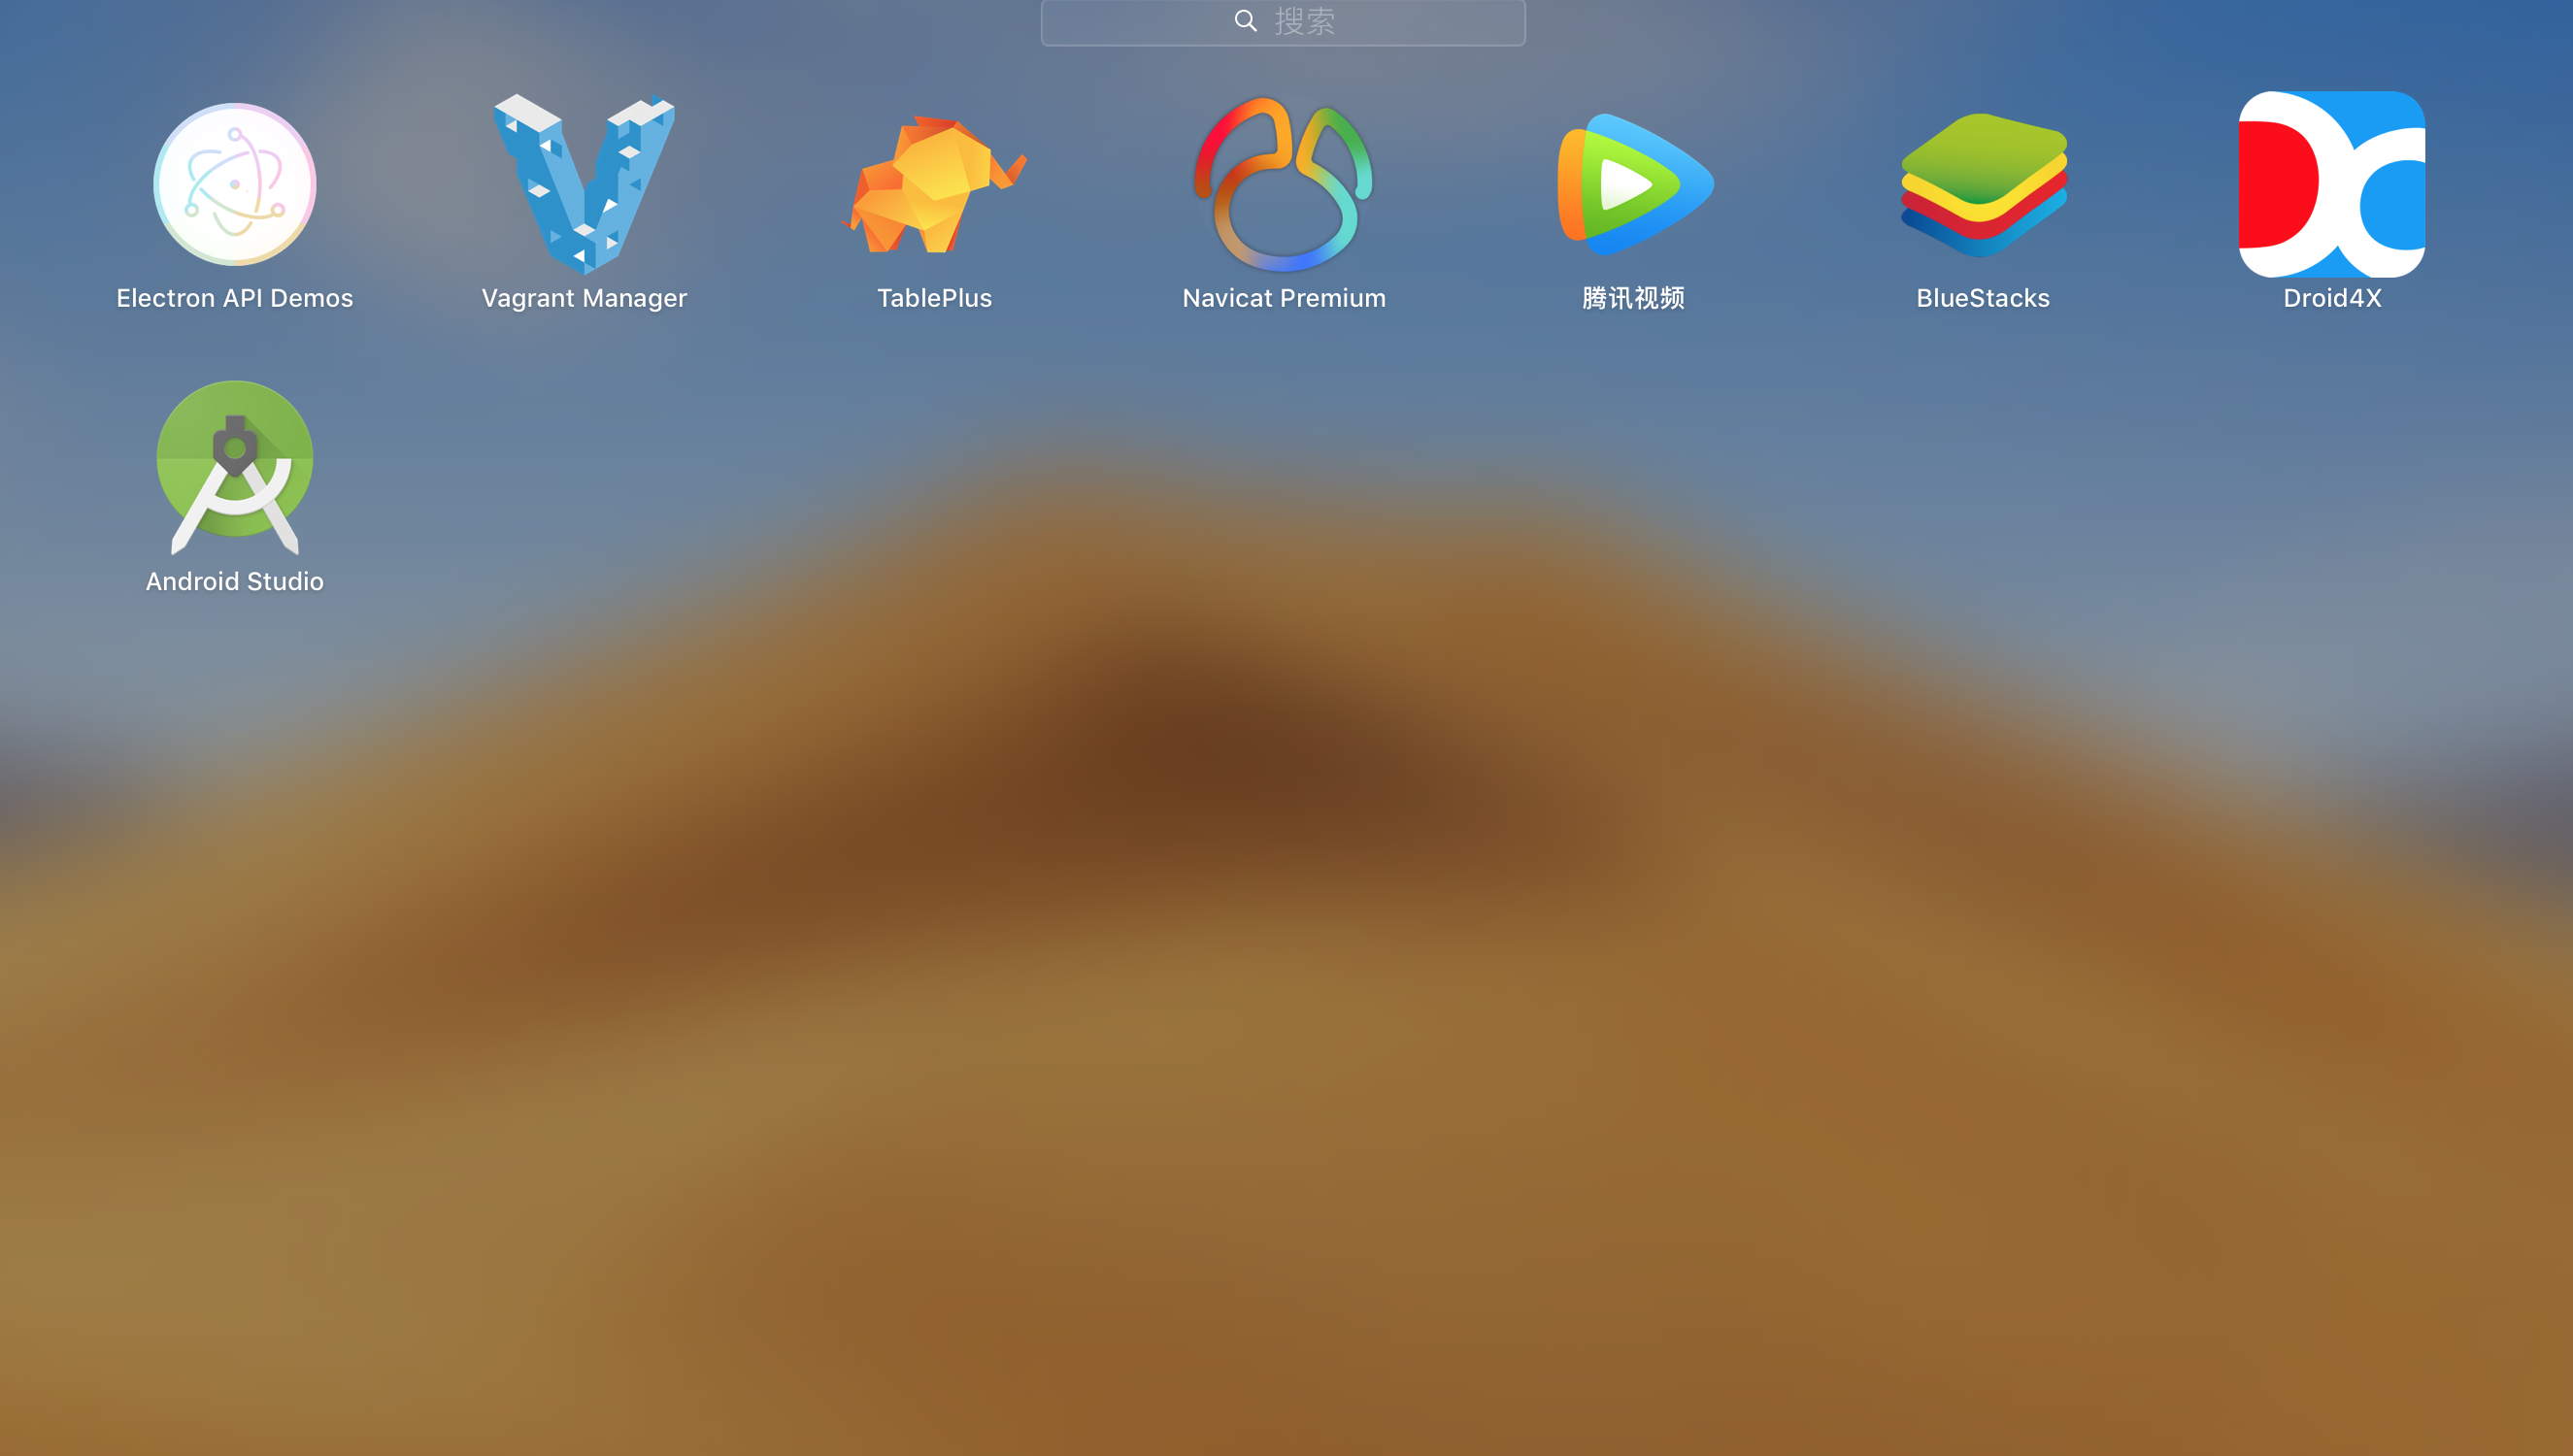 搜索
Electron API Demos
Vagrant Manager
TablePlus
Navicat Premium
腾讯视频
BlueStacks
Droid4X
Android Studio